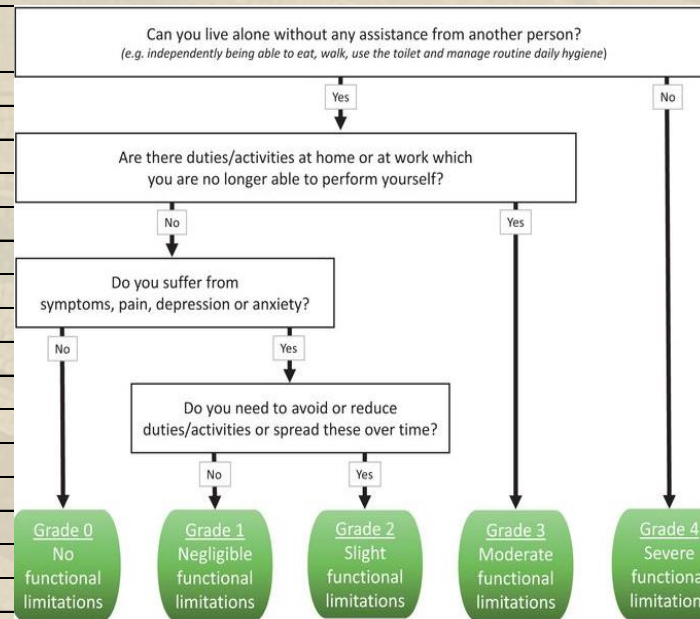 Can you live alone without any assistance from another person?
(e.g. independently being able to eat, walk, use the toilet and manage routine daily hygiene)
Yes
No
Are there duties/activities at home or at work which
you are no longer able to perform yourself?
No
Yes
Do you suffer from
symptoms, pain, depression or anxiety?
No
Yes
Do you need to avoid or reduce
duties/activities or spread these over time?
No
Yes
Grade 0
No
functional
limitations
Grade 1
Negligible
functional
limitations
Grade 2
Slight
functional
limitations
Grade 3
Moderate
functional
limitations
Grade 4
Severe
functiona
limitation